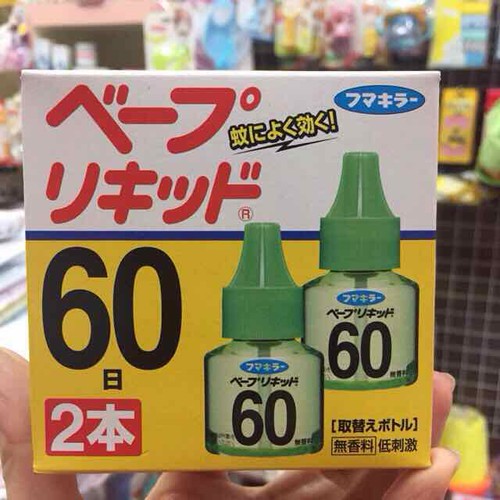 ベープ
リキッド®
蚊によく効く!
フマキラー
60
日
2本
フマキラー
ベープリキッド
60
フマキラー
ベープリキッド
60
無香料
[取替えボトル]
無香料 低刺激